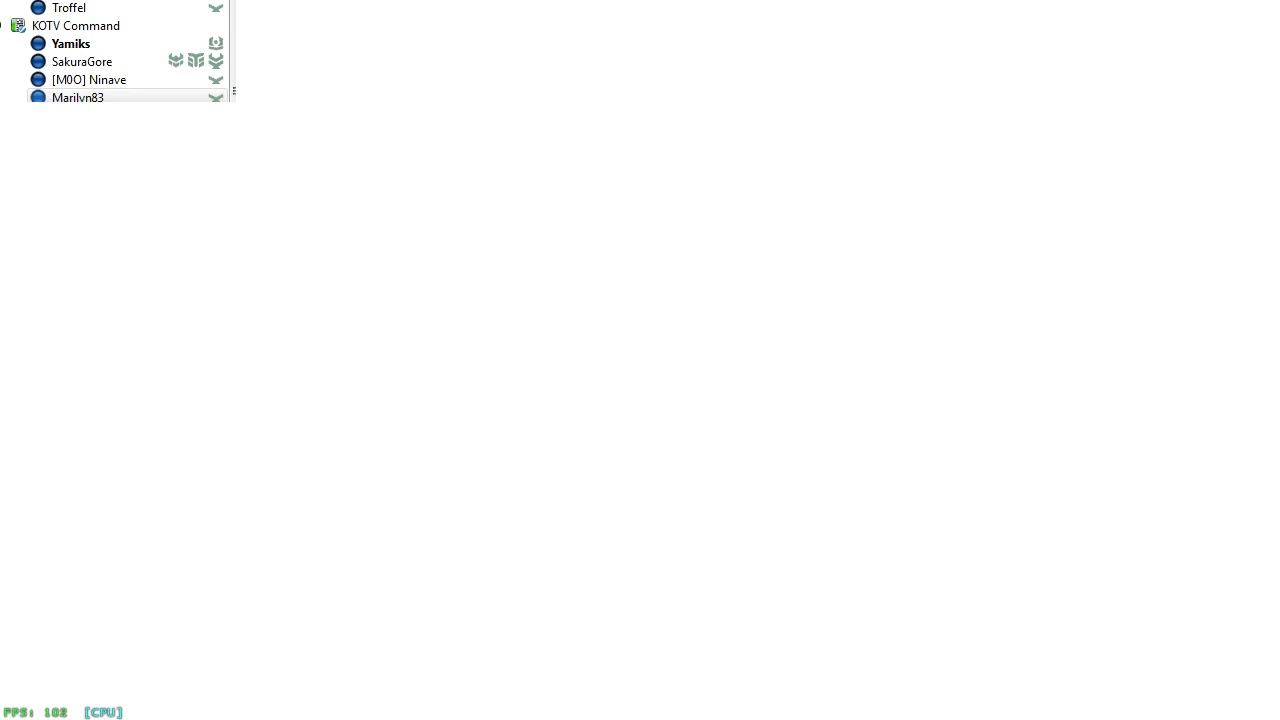 Troffel
KOTV Command
Yamiks
SakuraGore
[M0O] Ninave
Marilyn83
FPS: 102 [CPU]